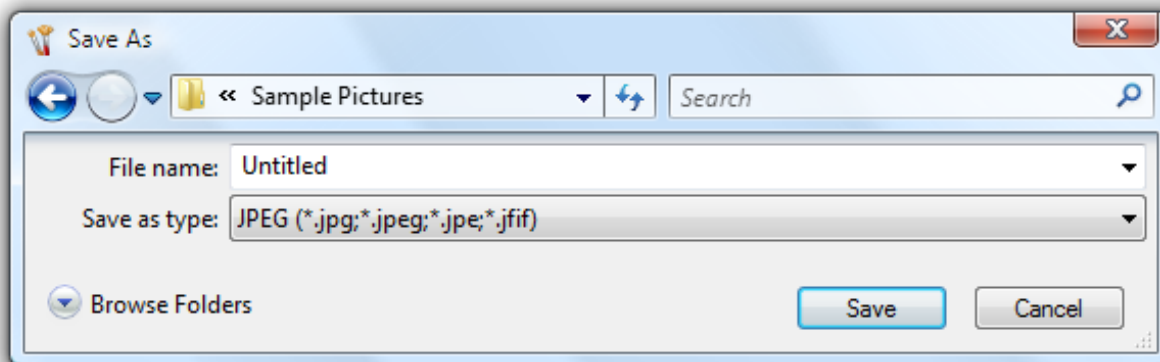 Save As
« Sample Pictures Search
File name: Untitled
Save as type: JPEG (*.jpg;*.jpeg;*.jpe;*.jfif)
Browse Folders Save Cancel